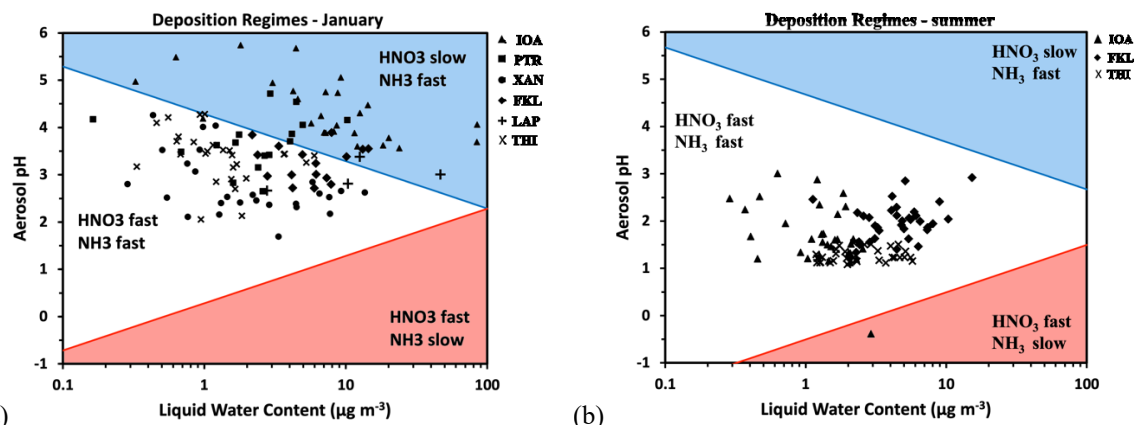 Deposition Regimes - January
6
5
4
3
2
1
0
-1
Aerosol pH
HNO3 slow
NH3 fast
HNO3 fast
NH3 fast
HNO3 fast
NH3 slow
0.1
1
10
100
Liquid Water Content (µg m⁻³)
IOA
PTR
XAN
FKL
LAP
THI
)
Deposition Regimes - summer
6
5
4
3
2
1
0
-1
Aerosol pH
HNO₃ slow
NH₃ fast
HNO₃ fast
NH₃ fast
HNO₃ fast
NH₃ slow
0.1
1
10
100
Liquid Water Content (µg m⁻³)
IOA
FKL
THI
(b)